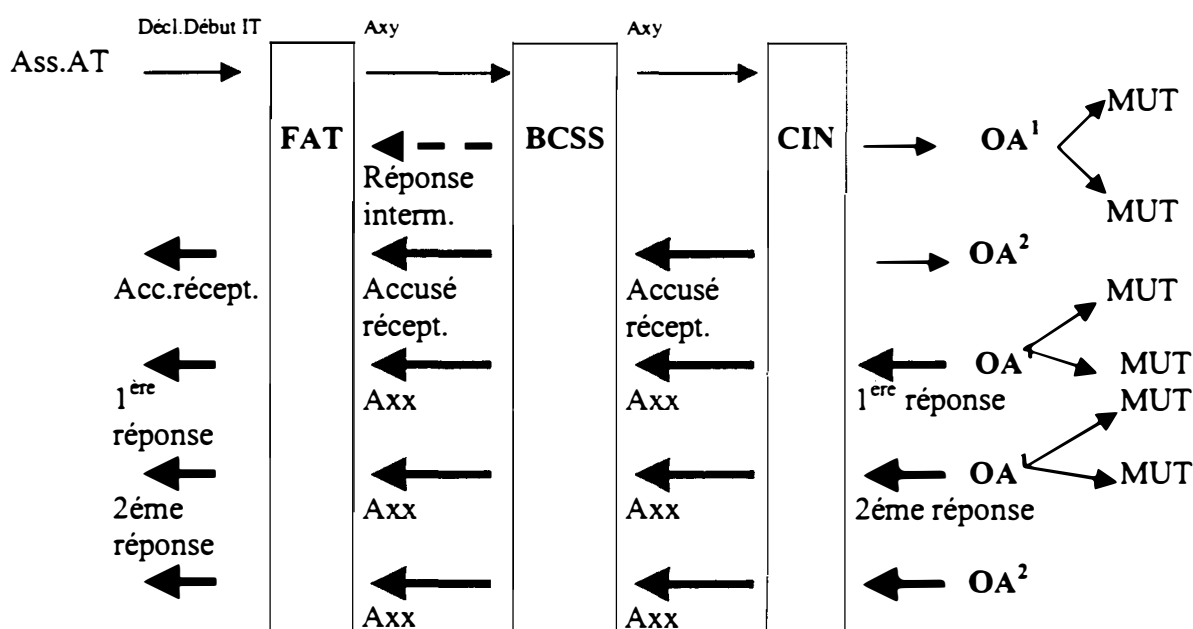 Décl.Début IT Axy Axy
Ass.AT
MUT
FAT BCSS CIN OA¹
Réponse
interm.
MUT
OA²
Acc.récept. Accusé
récept. Accusé
récept.
MUT
OA¹ MUT
1ère
réponse Axx Axx 1ère réponse
MUT
OA¹ MUT
2éme
réponse Axx Axx 2éme réponse
OA²
Axx Axx